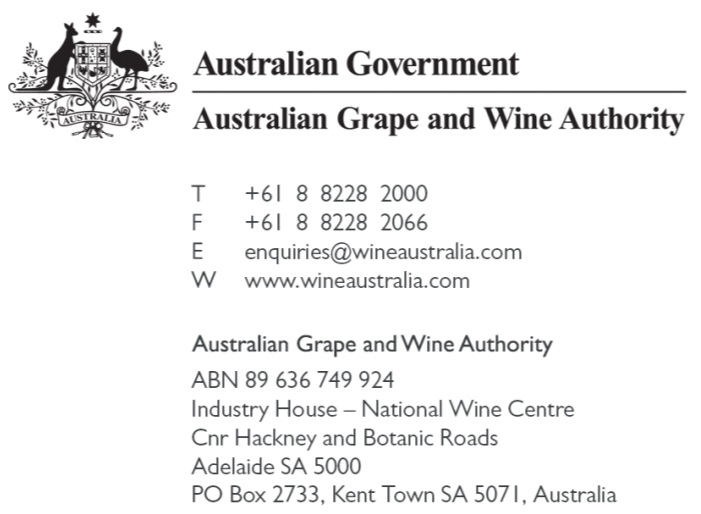 AUSTRALIA
Australian Government
Australian Grape and Wine Authority
T +61 8 8228 2000
F +61 8 8228 2066
E enquiries@wineaustralia.com
W www.wineaustralia.com
Australian Grape and Wine Authority
ABN 89 636 749 924
Industry House – National Wine Centre
Cnr Hackney and Botanic Roads
Adelaide SA 5000
PO Box 2733, Kent Town SA 5071, Australia